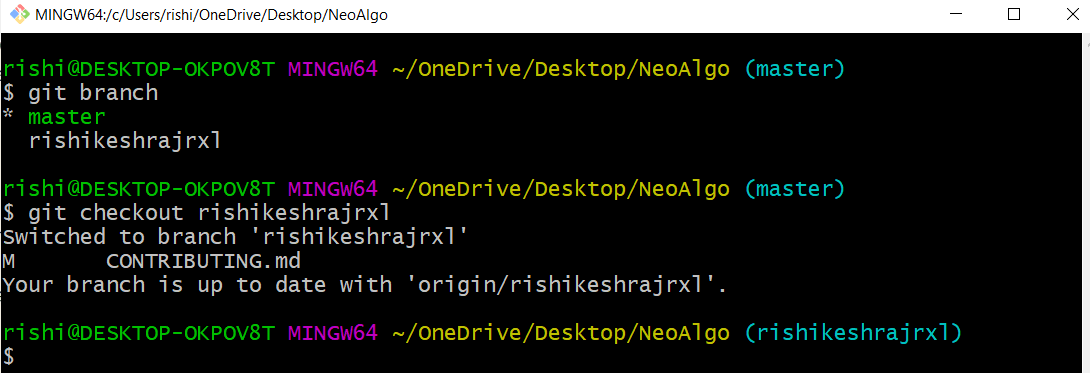 MINGW64:/c/Users/rishi/OneDrive/Desktop/NeoAlgo
rishi@DESKTOP-OKPOV8T MINGW64 ~/OneDrive/Desktop/NeoAlgo (master)
$ git branch
* master
  rishikeshrajrxl
rishi@DESKTOP-OKPOV8T MINGW64 ~/OneDrive/Desktop/NeoAlgo (master)
$ git checkout rishikeshrajrxl
Switched to branch 'rishikeshrajrxl'
M       CONTRIBUTING.md
Your branch is up to date with 'origin/rishikeshrajrxl'.
rishi@DESKTOP-OKPOV8T MINGW64 ~/OneDrive/Desktop/NeoAlgo (rishikeshrajrxl)
$